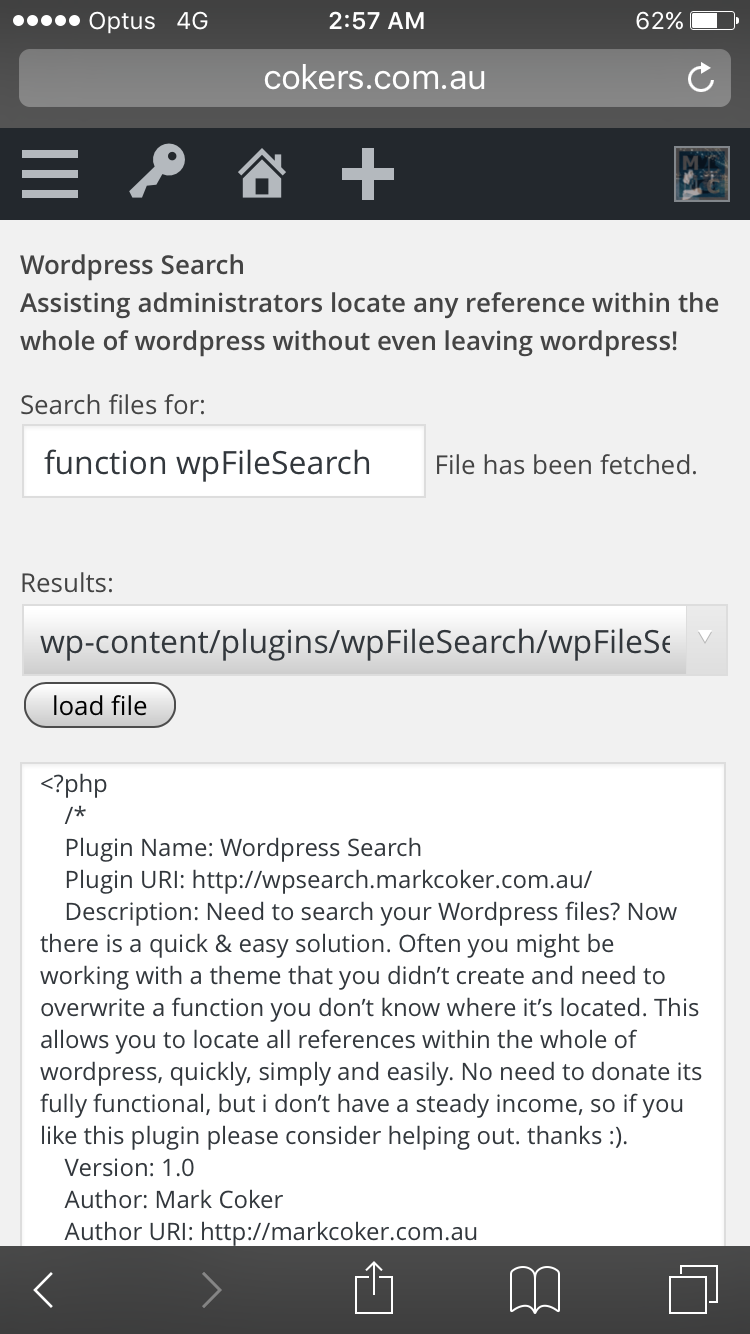 Optus 4G 2:57 AM 62%
cokers.com.au
Wordpress Search
Assisting administrators locate any reference within the
whole of wordpress without even leaving wordpress!
Search files for:
function wpFileSearch File has been fetched.
Results:
wp-content/plugins/wpFileSearch/wpFileSe
load file
<?php
/*
Plugin Name: Wordpress Search
Plugin URI: http://wpsearch.markcoker.com.au/
Description: Need to search your Wordpress files? Now
there is a quick & easy solution. Often you might be
working with a theme that you didn’t create and need to
overwrite a function you don’t know where it’s located. This
allows you to locate all references within the whole of
wordpress, quickly, simply and easily. No need to donate its
fully functional, but i don’t have a steady income, so if you
like this plugin please consider helping out. thanks :).
Version: 1.0
Author: Mark Coker
Author URI: http://markcoker.com.au